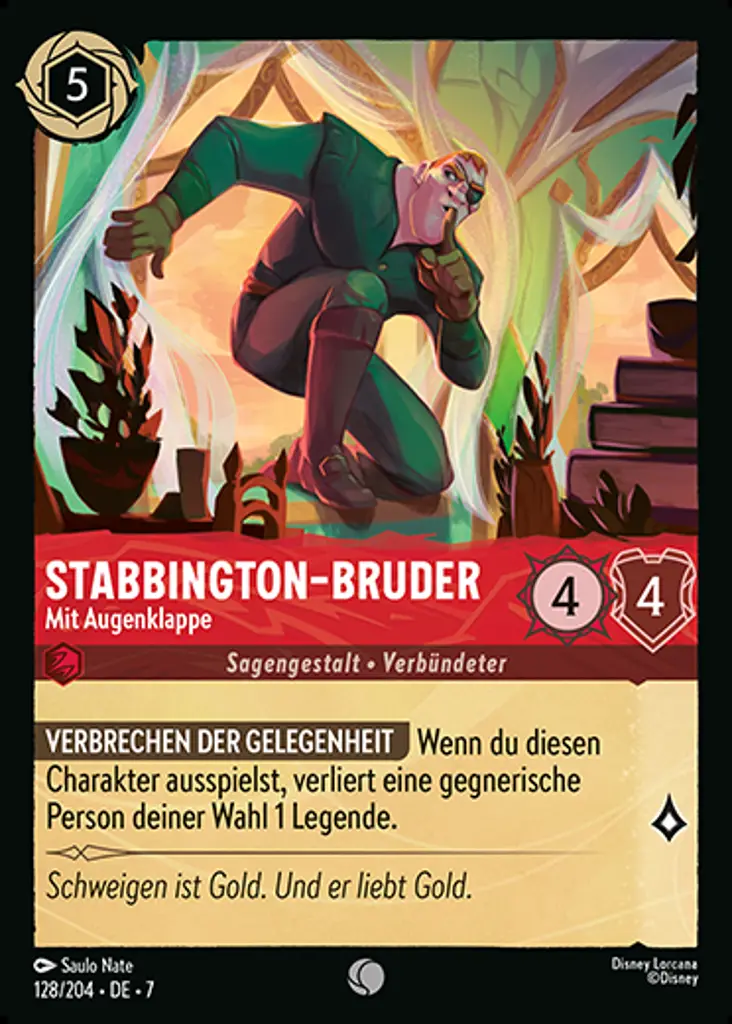 5
STABBINGTON-BRUDER
Mit Augenklappe
4
4
Sagengestalt • Verbündeter
VERBRECHEN DER GELEGENHEIT Wenn du diesen
Charakter ausspielst, verliert eine gegnerische
Person deiner Wahl 1 Legende.
Schweigen ist Gold. Und er liebt Gold.
Saulo Nate
128/204 • DE • 7
Disney Lorcana
©Disney